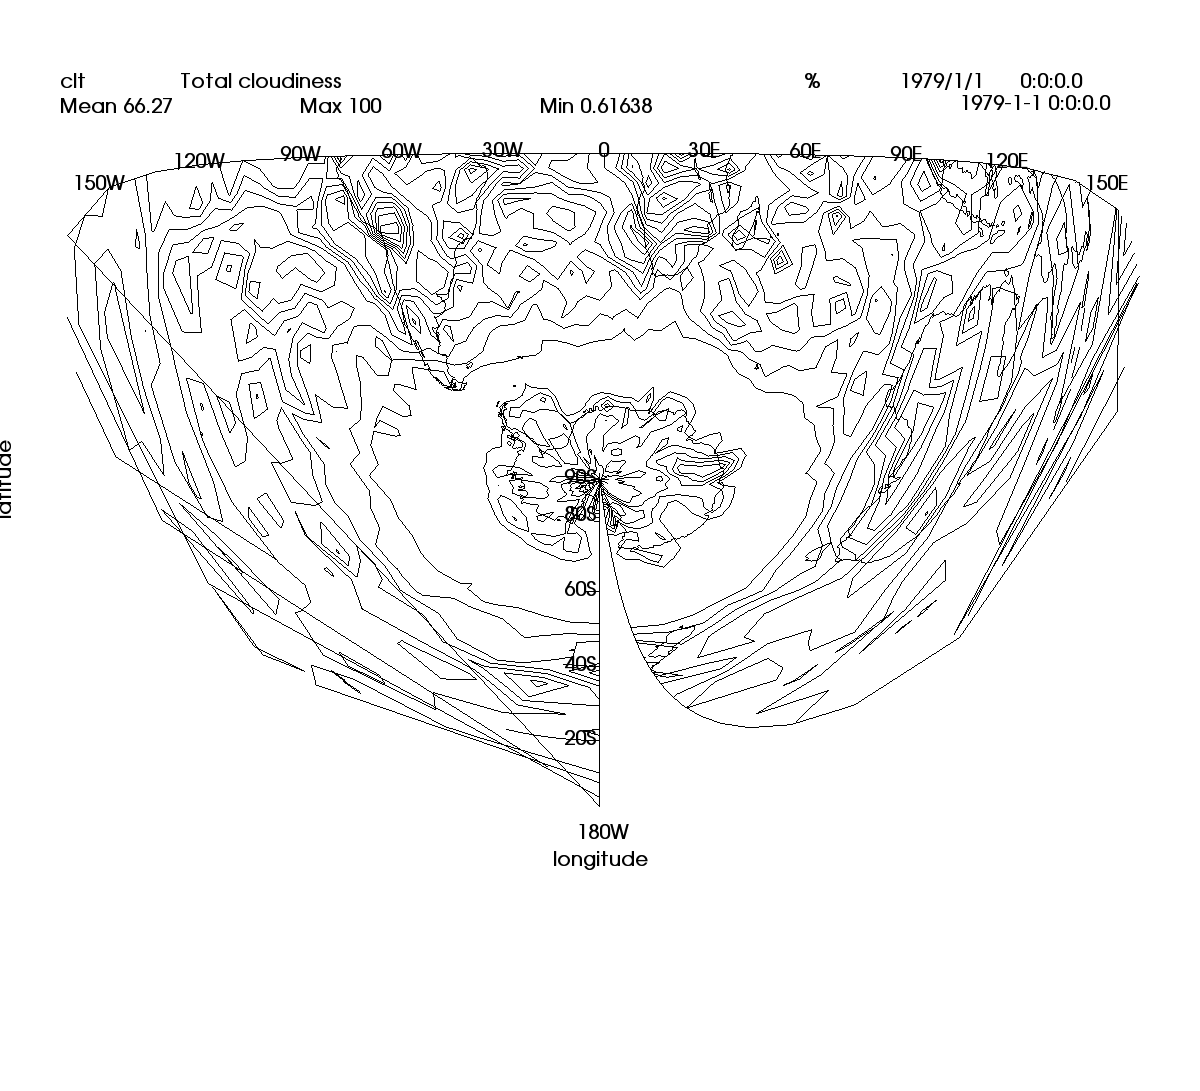 clt Total cloudiness % 1979/1/1 0:0:0.0
Mean 66.27 Max 100 Min 0.61638 1979-1-1 0:0:0.0
150W 120W 90W 60W 30W 0 30E 60E 90E 120E 150E
latitude
90S
80S
60S
40S
20S
180W
longitude